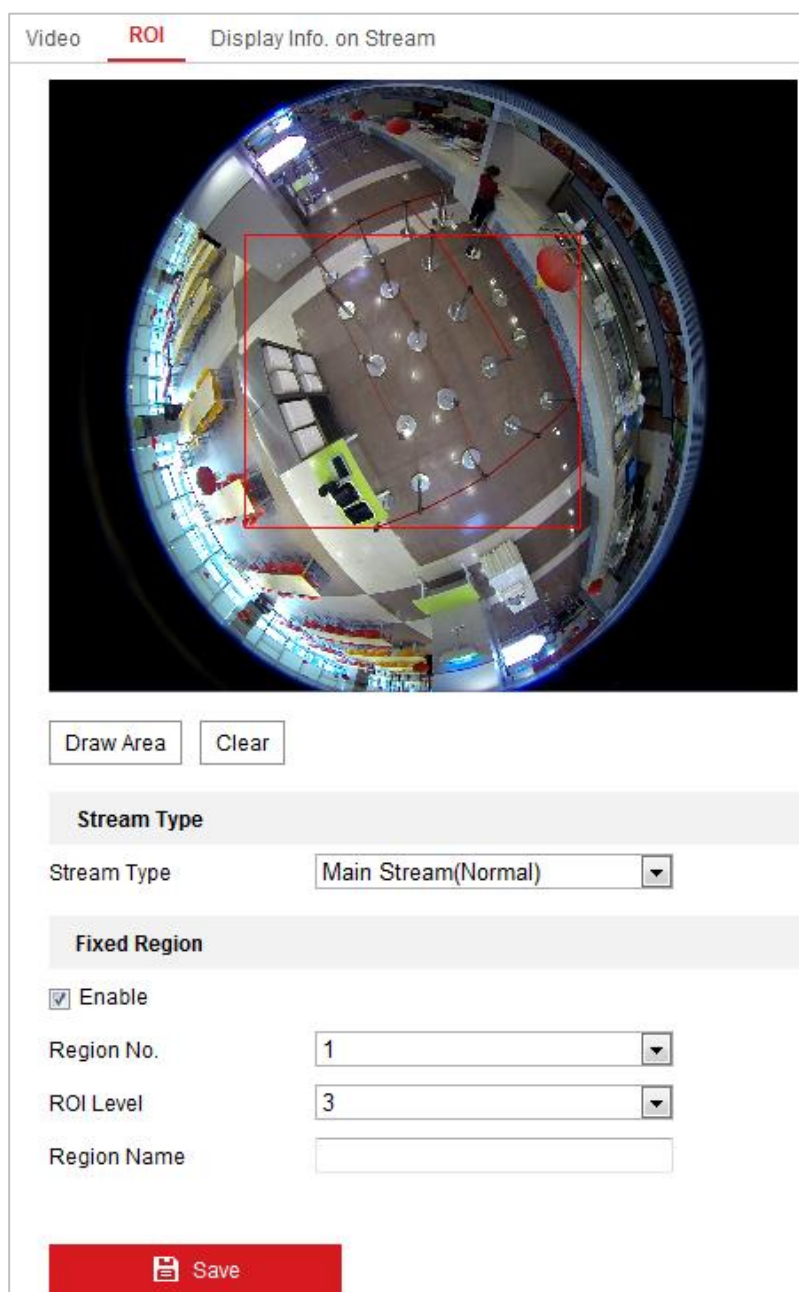 Video ROI Display Info. on Stream
Draw Area Clear
Stream Type
Stream Type Main Stream(Normal)
Fixed Region
Enable
Region No. 1
ROI Level 3
Region Name
Save